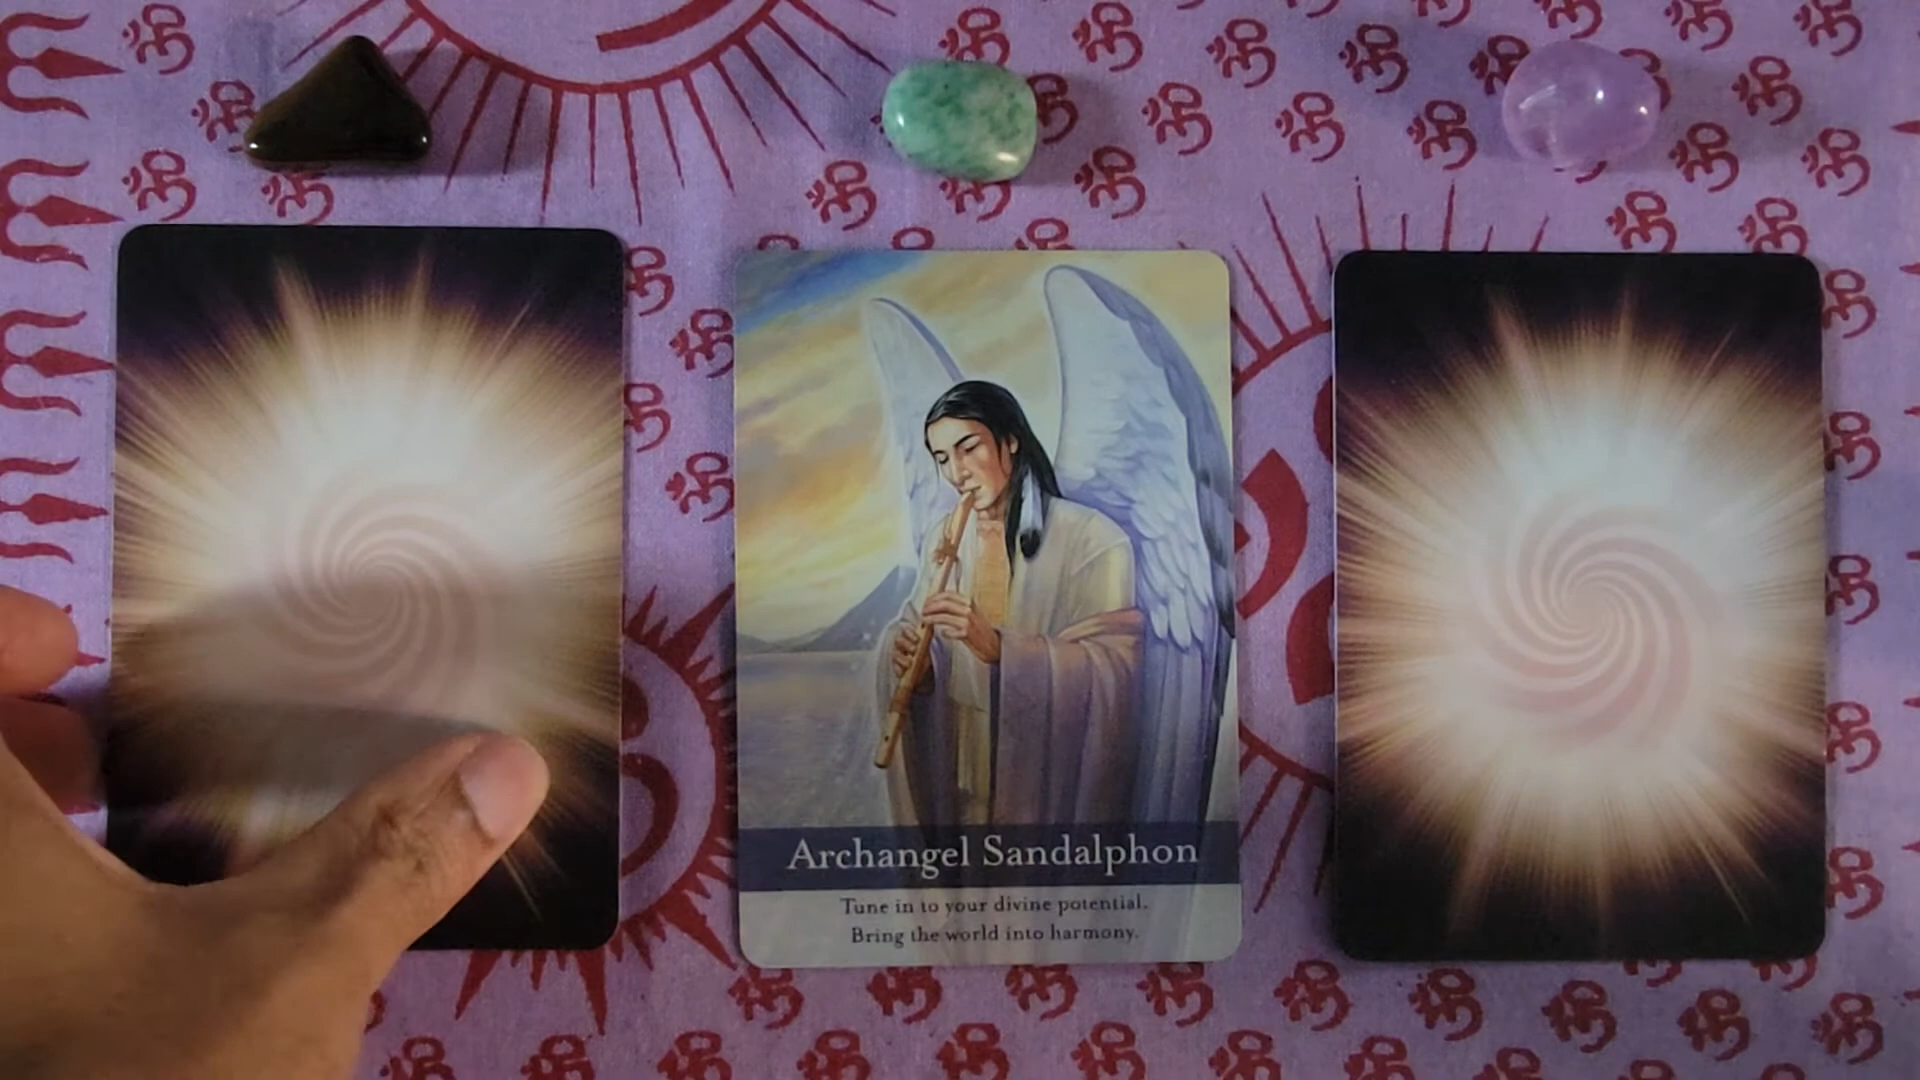 Archangel Sandalphon
Tune in to your divine potential.
Bring the world into harmony.